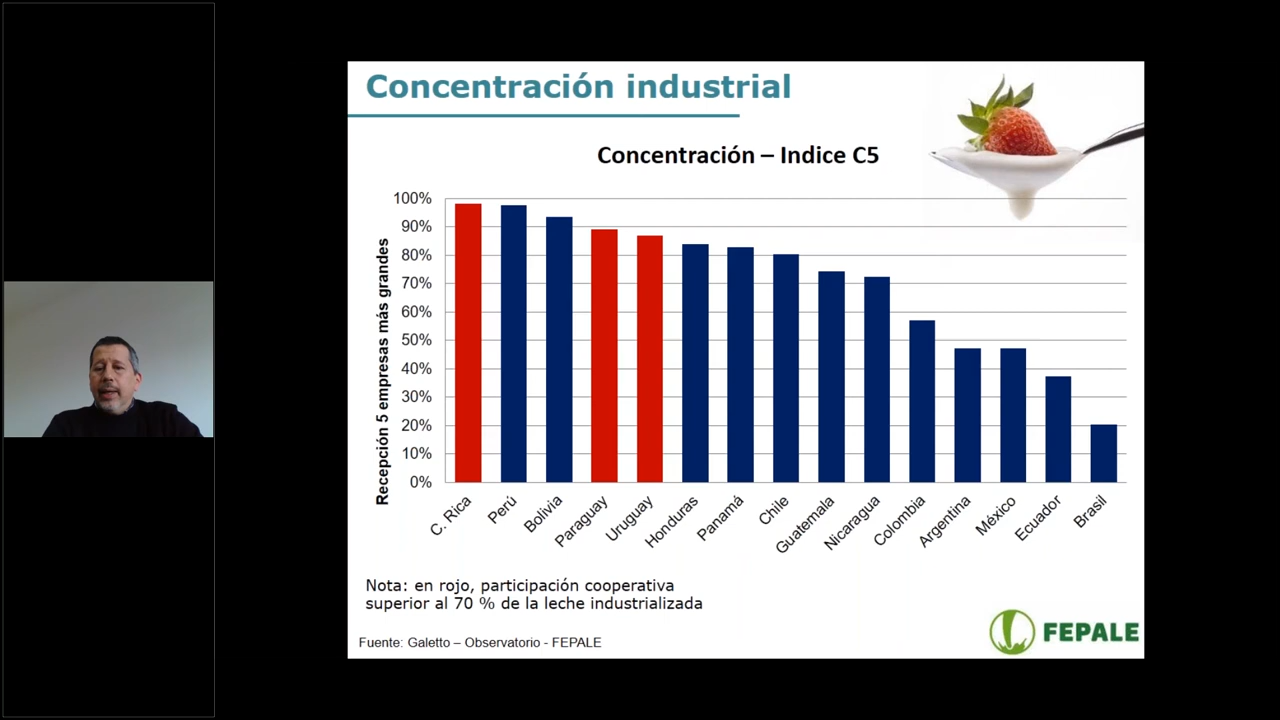 Concentración industrial
Concentración – Indice C5
Recepción 5 empresas más grandes
100%
90%
80%
70%
60%
50%
40%
30%
20%
10%
0%
C. Rica
Perú
Bolivia
Paraguay
Uruguay
Honduras
Panamá
Chile
Guatemala
Nicaragua
Colombia
Argentina
México
Ecuador
Brasil
Nota: en rojo, participación cooperativa
superior al 70 % de la leche industrializada
Fuente: Galetto – Observatorio - FEPALE
FEPALE